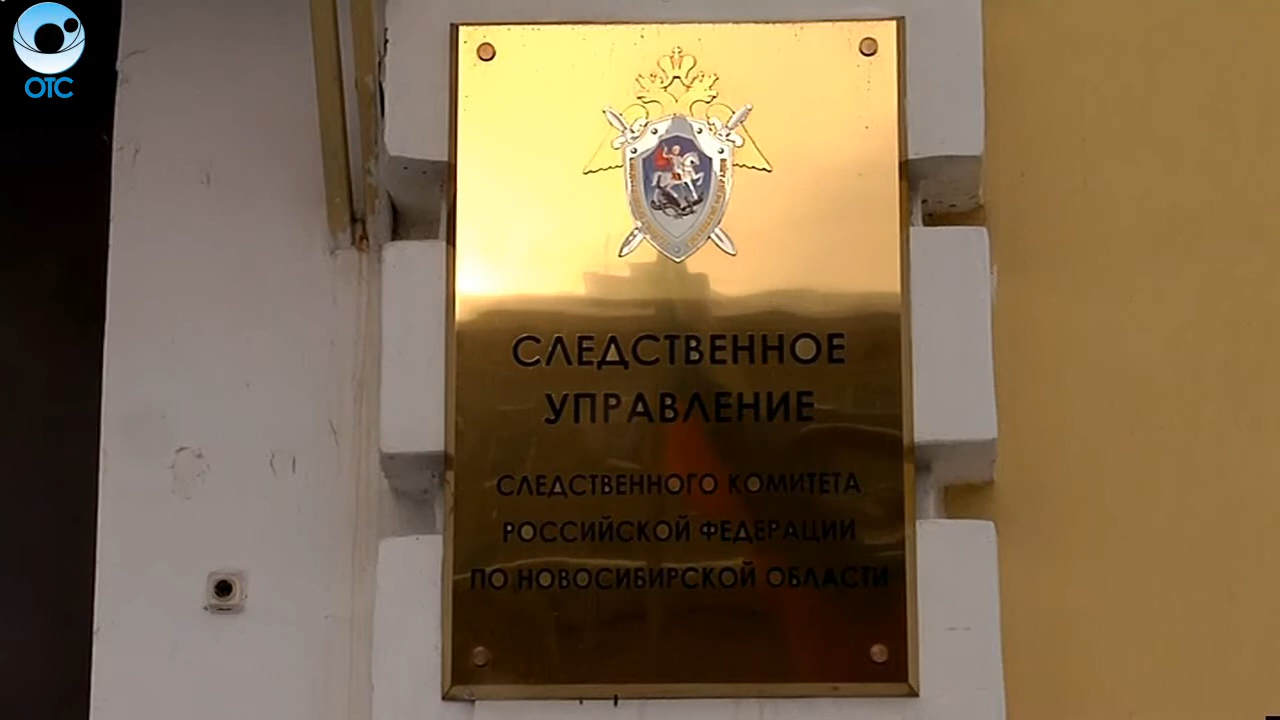 ОТС
СЛЕДСТВЕННОЕ
УПРАВЛЕНИЕ
СЛЕДСТВЕННОГО КОМИТЕТА
РОССИЙСКОЙ ФЕДЕРАЦИИ
ПО НОВОСИБИРСКОЙ ОБЛАСТИ